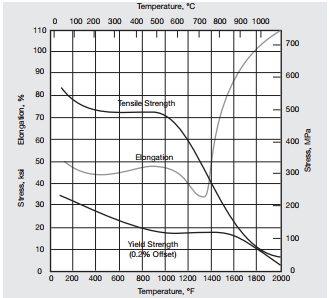 Temperature, °C
0 100 200 300 400 500 600 700 800 900 1000
110
100
90
80
70
60
50
40
30
20
10
0
Elongation, %
Stress, ksi
Tensile Strength
Elongation
Yield Strength
(0.2% Offset)
700
600
500
400
300
200
100
0
Stress, MPa
0 200 400 600 800 1000 1200 1400 1600 1800 2000
Temperature, °F